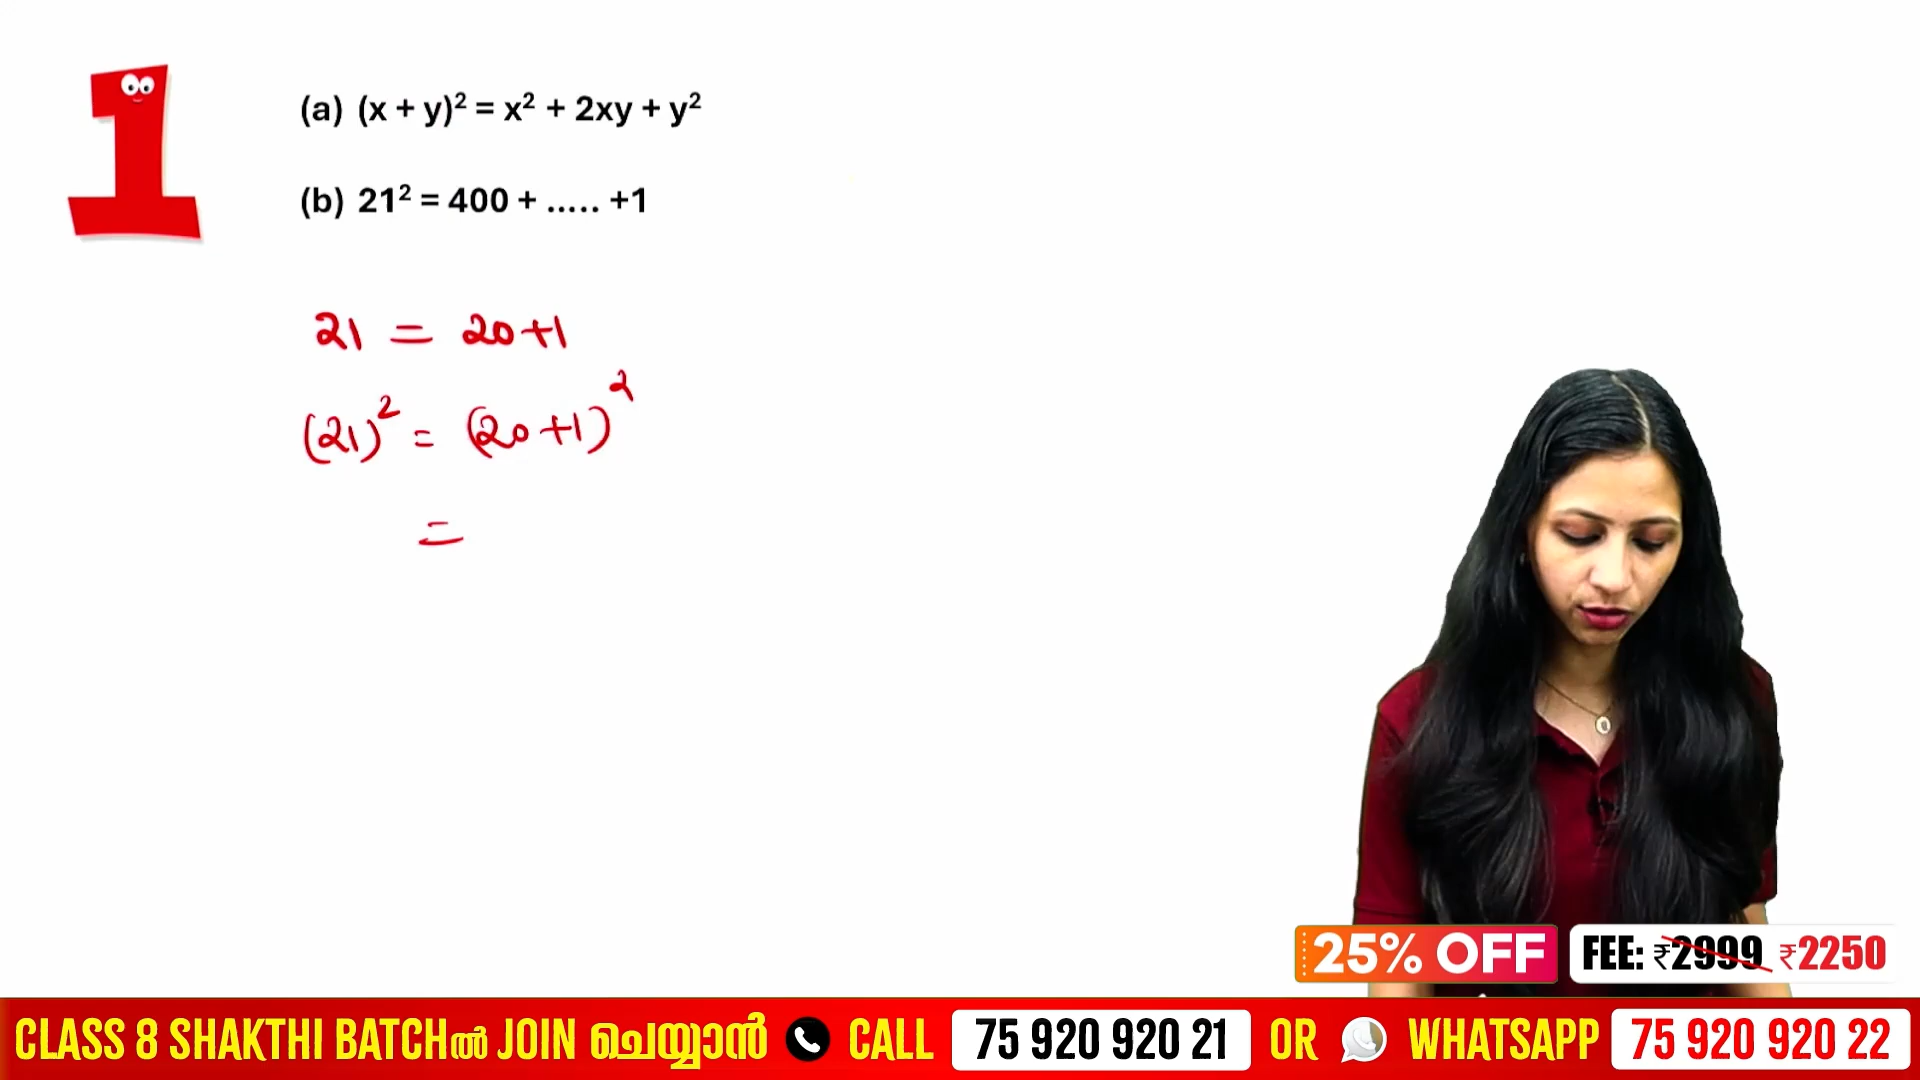 1
(a) (x + y)² = x² + 2xy + y²
(b) 21² = 400 + ..... +1
21 = 20+1
(21)² = (20+1)²
=
25% OFF FEE: ₹2999 ₹2250
CLASS 8 SHAKTHI BATCHൽ JOIN ചെയ്യാൻ CALL 75 920 920 21 OR WHATSAPP 75 920 920 22